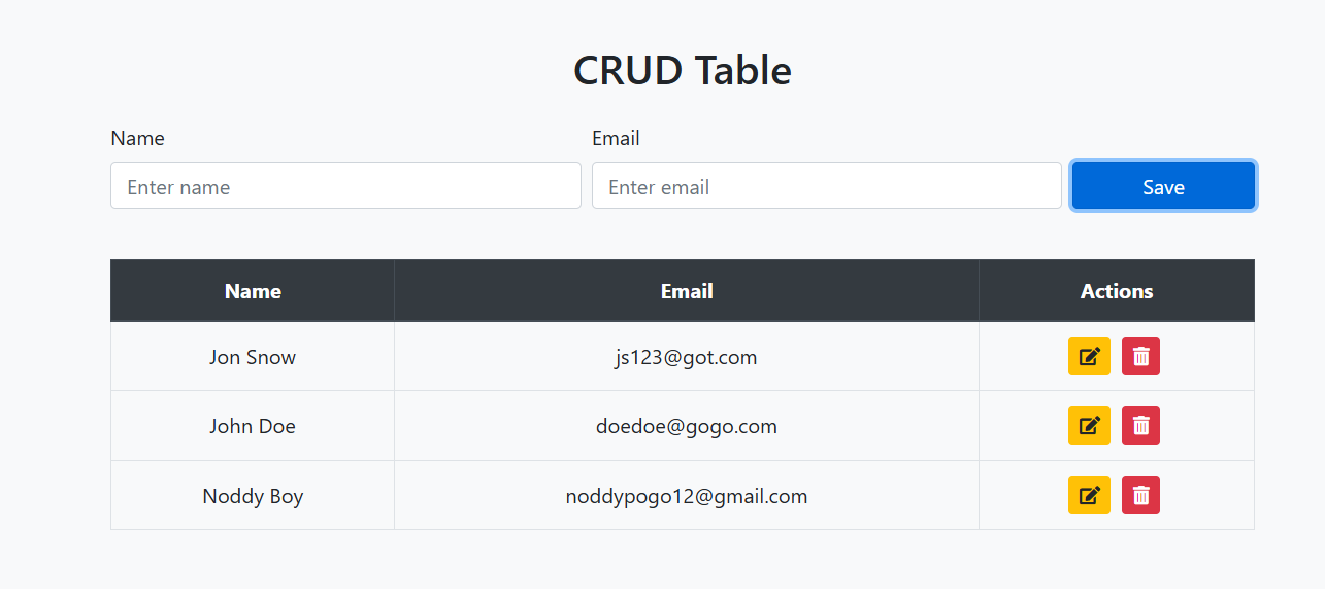 CRUD Table
Name Email
Enter name Enter email Save
Name Email Actions
Jon Snow js123@got.com
John Doe doedoe@gogo.com
Noddy Boy noddypogo12@gmail.com